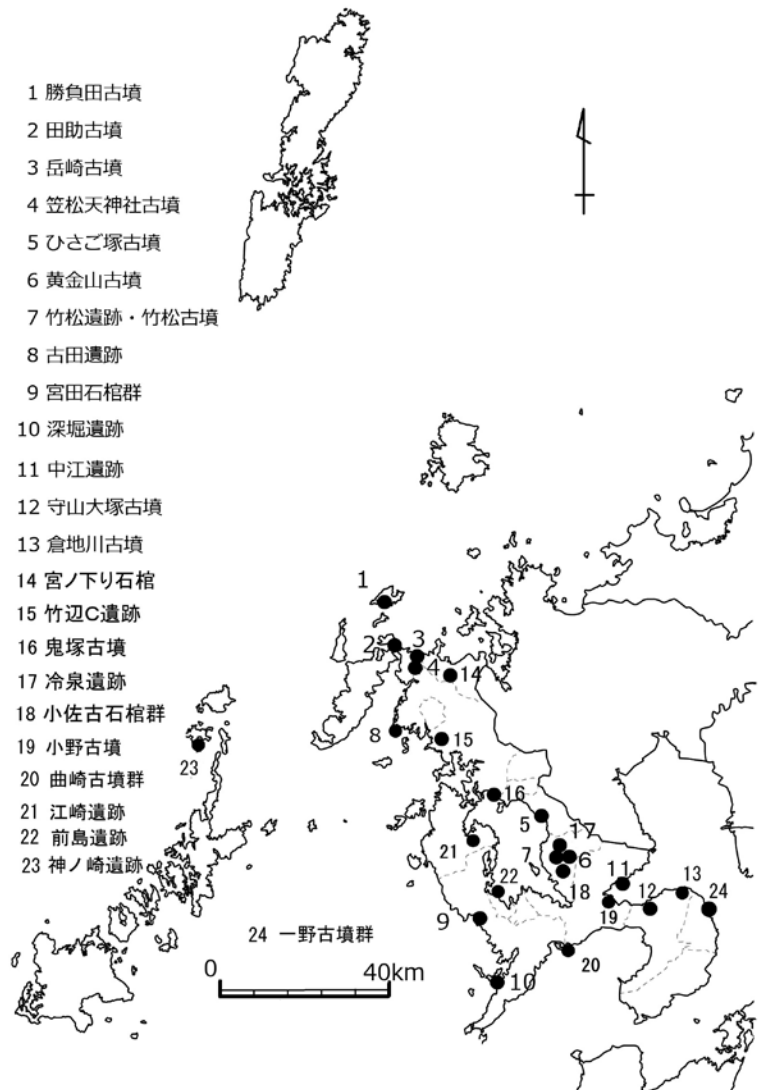 1 勝負田古墳
2 田助古墳
3 岳崎古墳
4 笠松天神社古墳
5 ひさご塚古墳
6 黄金山古墳
7 竹松遺跡・竹松古墳
8 古田遺跡
9 宮田石棺群
10 深堀遺跡
11 中江遺跡
12 守山大塚古墳
13 倉地川古墳
14 宮ノ下り石棺
15 竹辺C遺跡
16 鬼塚古墳
17 冷泉遺跡
18 小佐古石棺群
19 小野古墳
20 曲崎古墳群
21 江崎遺跡
22 前島遺跡
23 神ノ崎遺跡
24 一野古墳群
0 40km
1
2
3
4
14
8
15
23
16
5
17
21
7
6
18
22
11
13
9
19
12
24
20
10